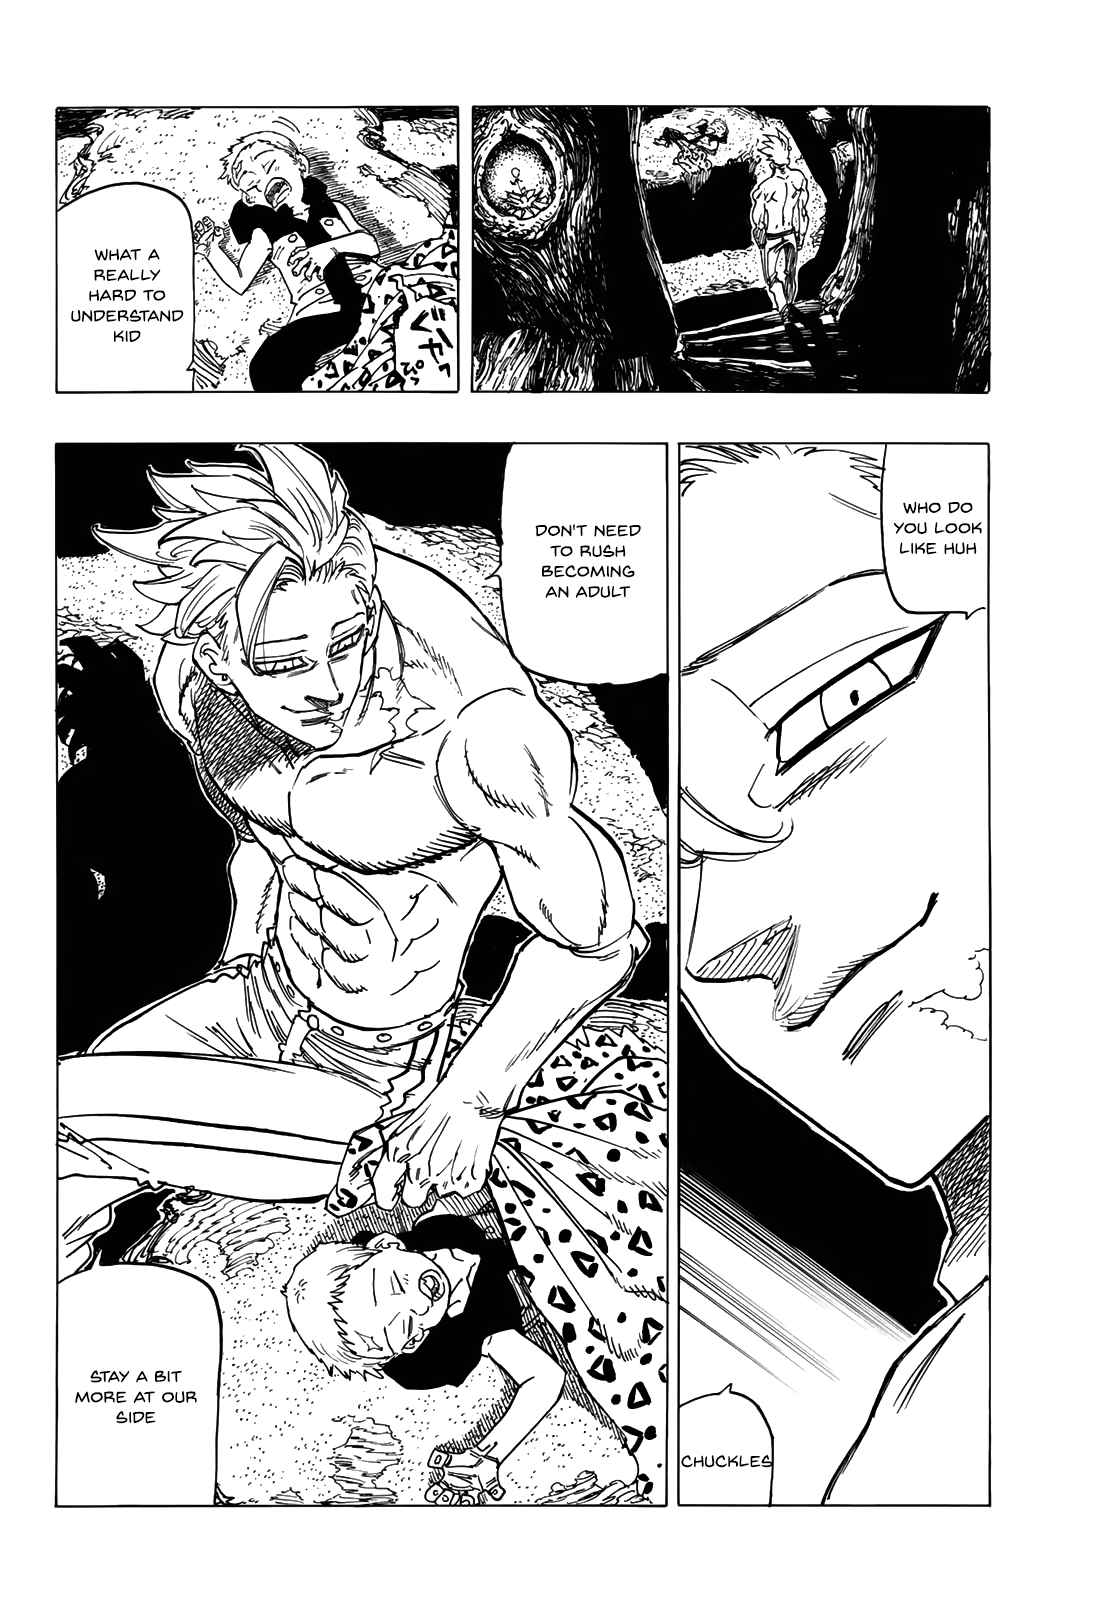 WHAT A
REALLY
HARD TO
UNDERSTAND
KID
WHO DO
YOU LOOK
LIKE HUH
CHUCKLES
DON'T NEED
TO RUSH
BECOMING
AN ADULT
STAY A BIT
MORE AT OUR
SIDE